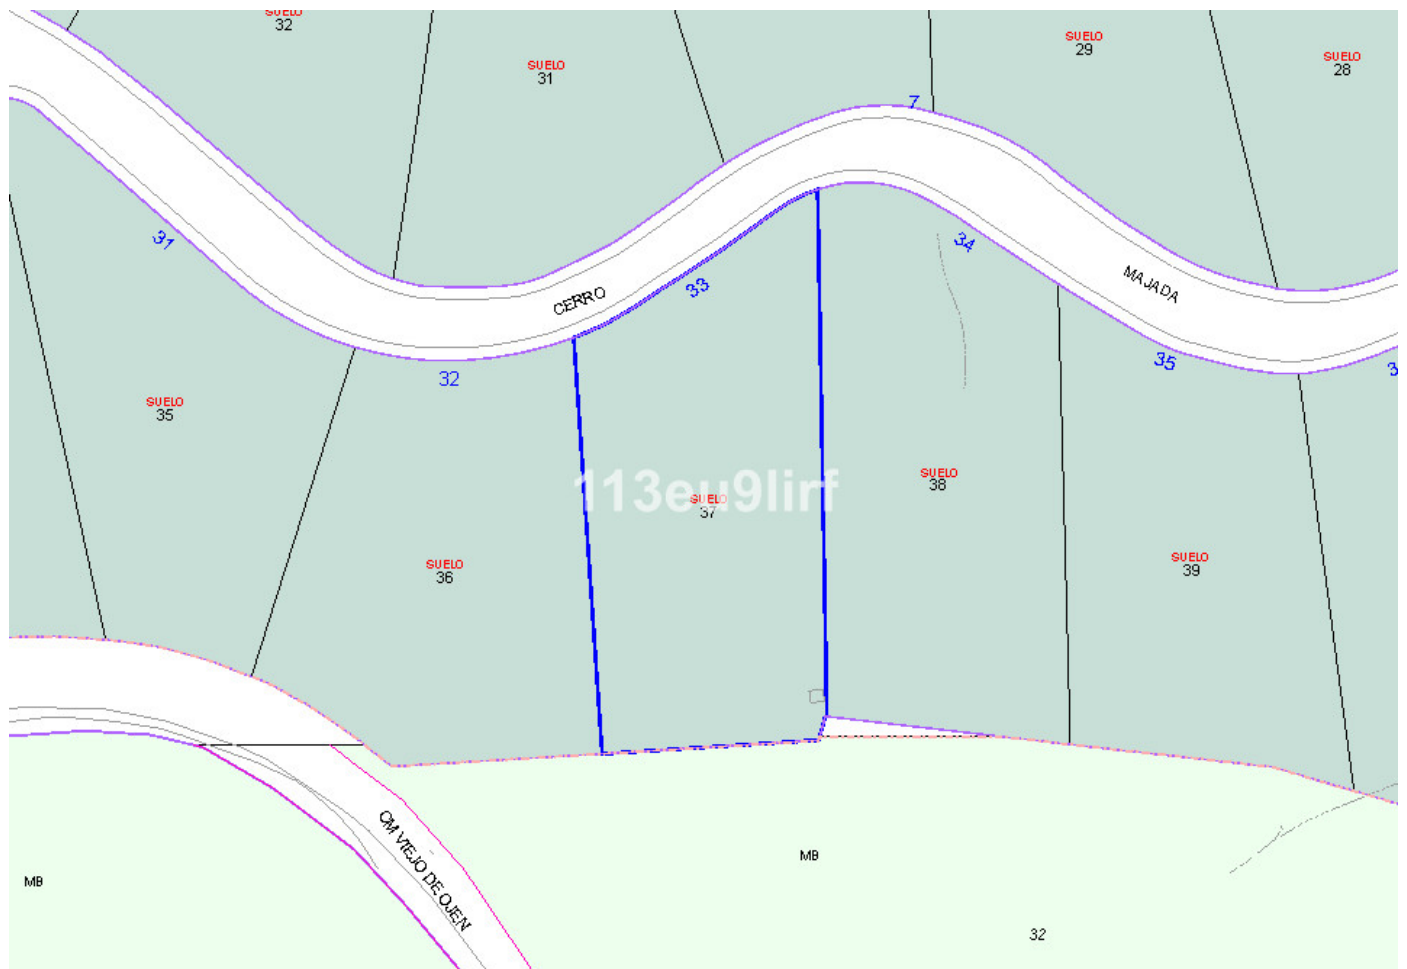 SUELO
32
SUELO
31
SUELO
29
SUELO
28
7
31
CERRO
33
34
MAJADA
32
35
SUELO
35
SUELO
36
113eu9lirf
SUELO
37
SUELO
38
SUELO
39
CM VIEJO DE OJEN
MB
MB
32